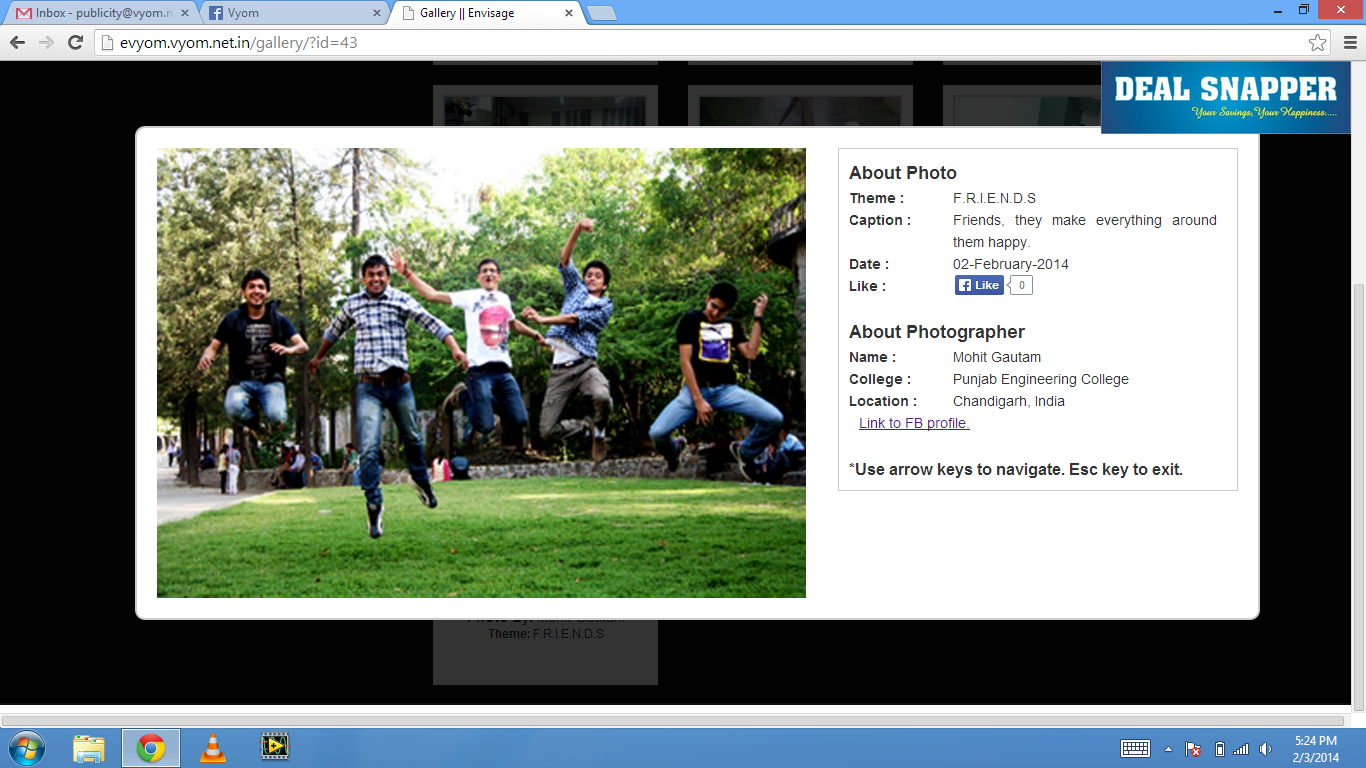 Inbox - publicity@vyom.n
Vyom
Gallery || Envisage
evyom.vyom.net.in/gallery/?id=43
DEAL SNAPPER
Your Savings,Your Happiness.....
About Photo
Theme : F.R.I.E.N.D.S
Caption : Friends, they make everything around
them happy.
Date : 02-February-2014
Like : Like 0
About Photographer
Name : Mohit Gautam
College : Punjab Engineering College
Location : Chandigarh, India
Link to FB profile.
*Use arrow keys to navigate. Esc key to exit.
Photo By: Mohit Gautam
Theme: F.R.I.E.N.D.S
5:24 PM
2/3/2014